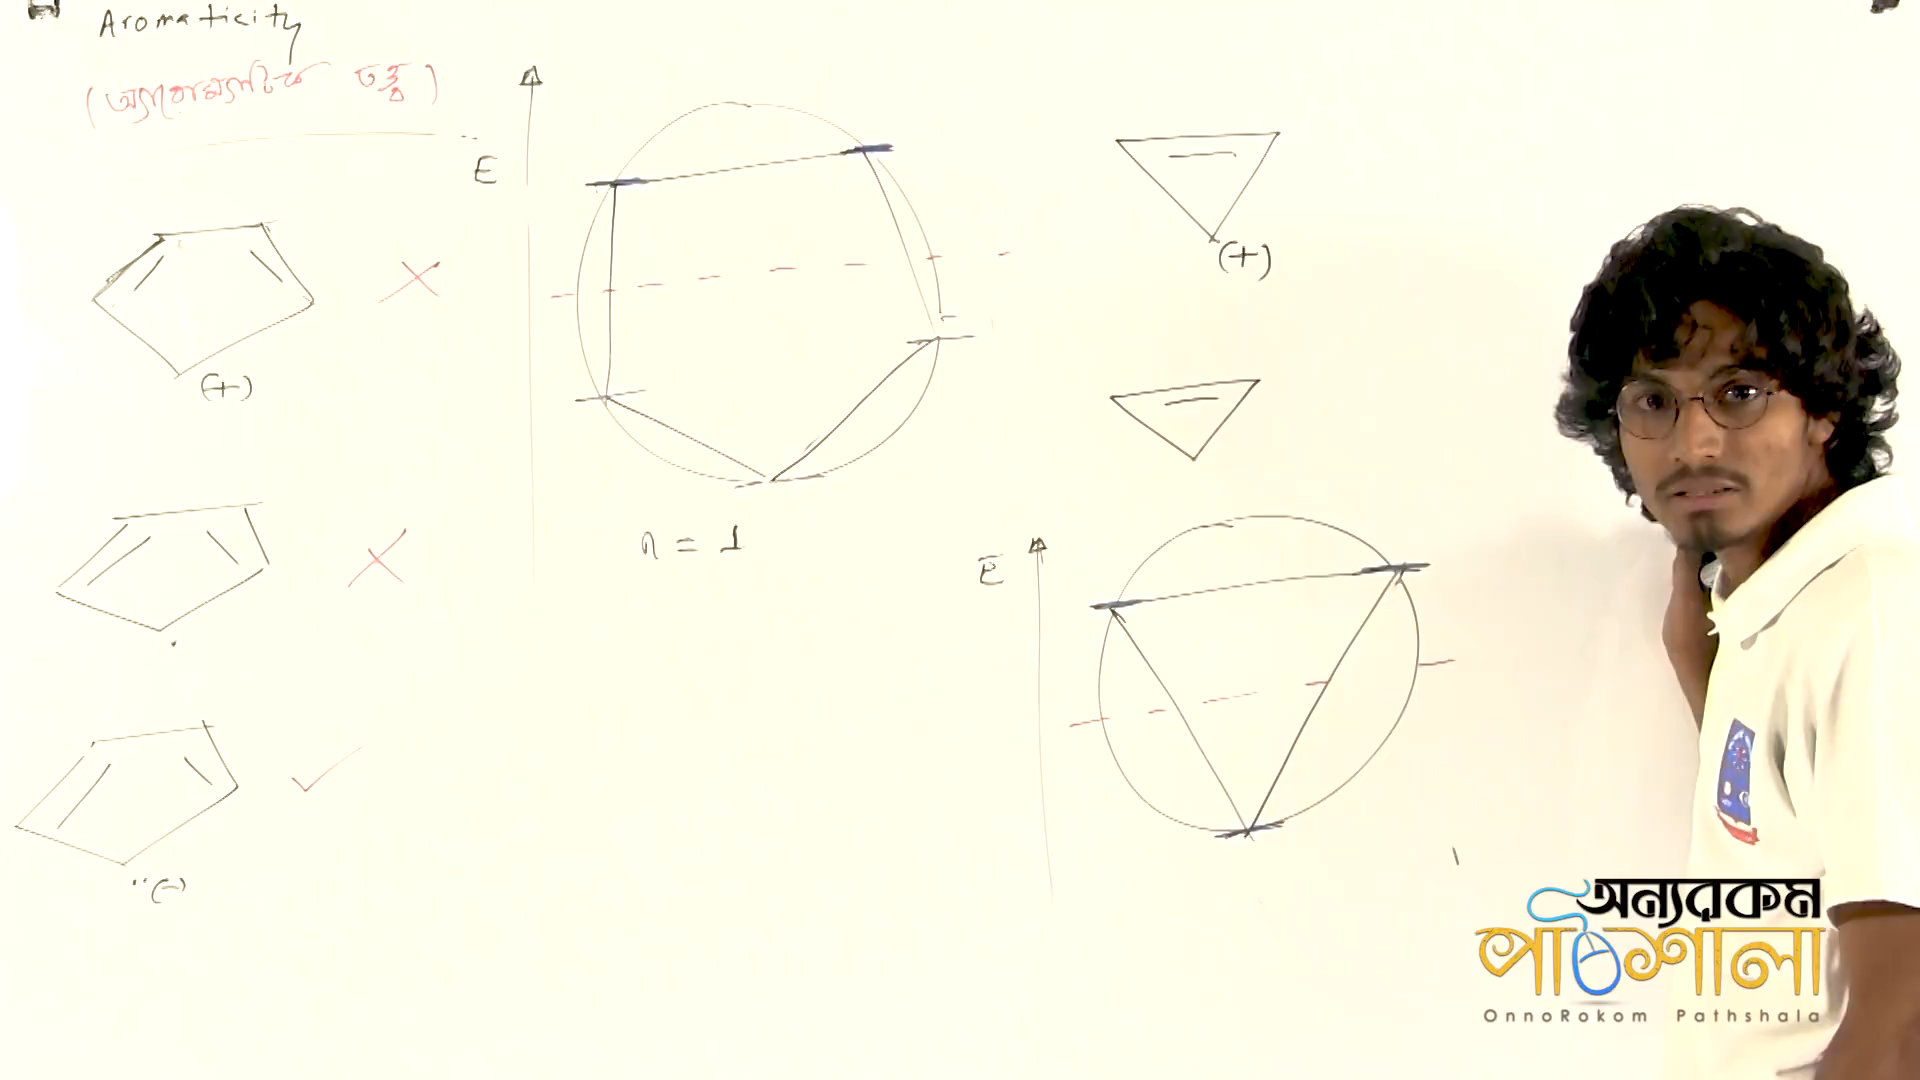 Aromaticity
(অ্যারোম্যাটিক তত্ত্ব)
E
(+)
(+)
n = 1
E
(-)
অন্যরকম
পাঠশালা
OnnoRokom Pathshala